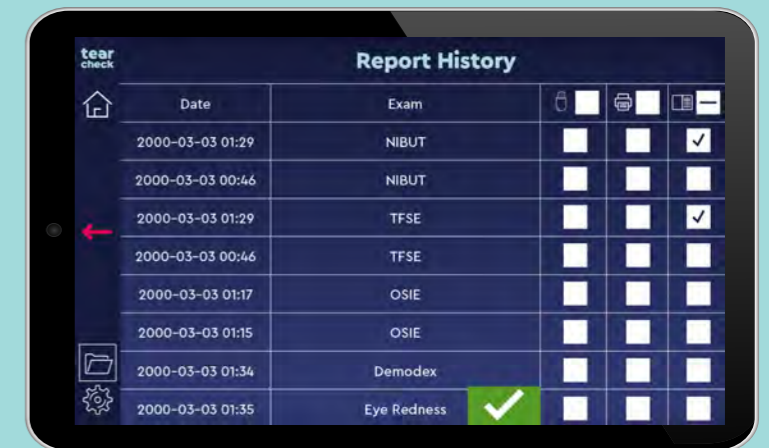 tear
check
Report History
Date Exam
2000-03-03 01:29 NIBUT
2000-03-03 00:46 NIBUT
2000-03-03 01:29 TFSE
2000-03-03 00:46 TFSE
2000-03-03 01:17 OSIE
2000-03-03 01:15 OSIE
2000-03-03 01:34 Demodex
2000-03-03 01:35 Eye Redness